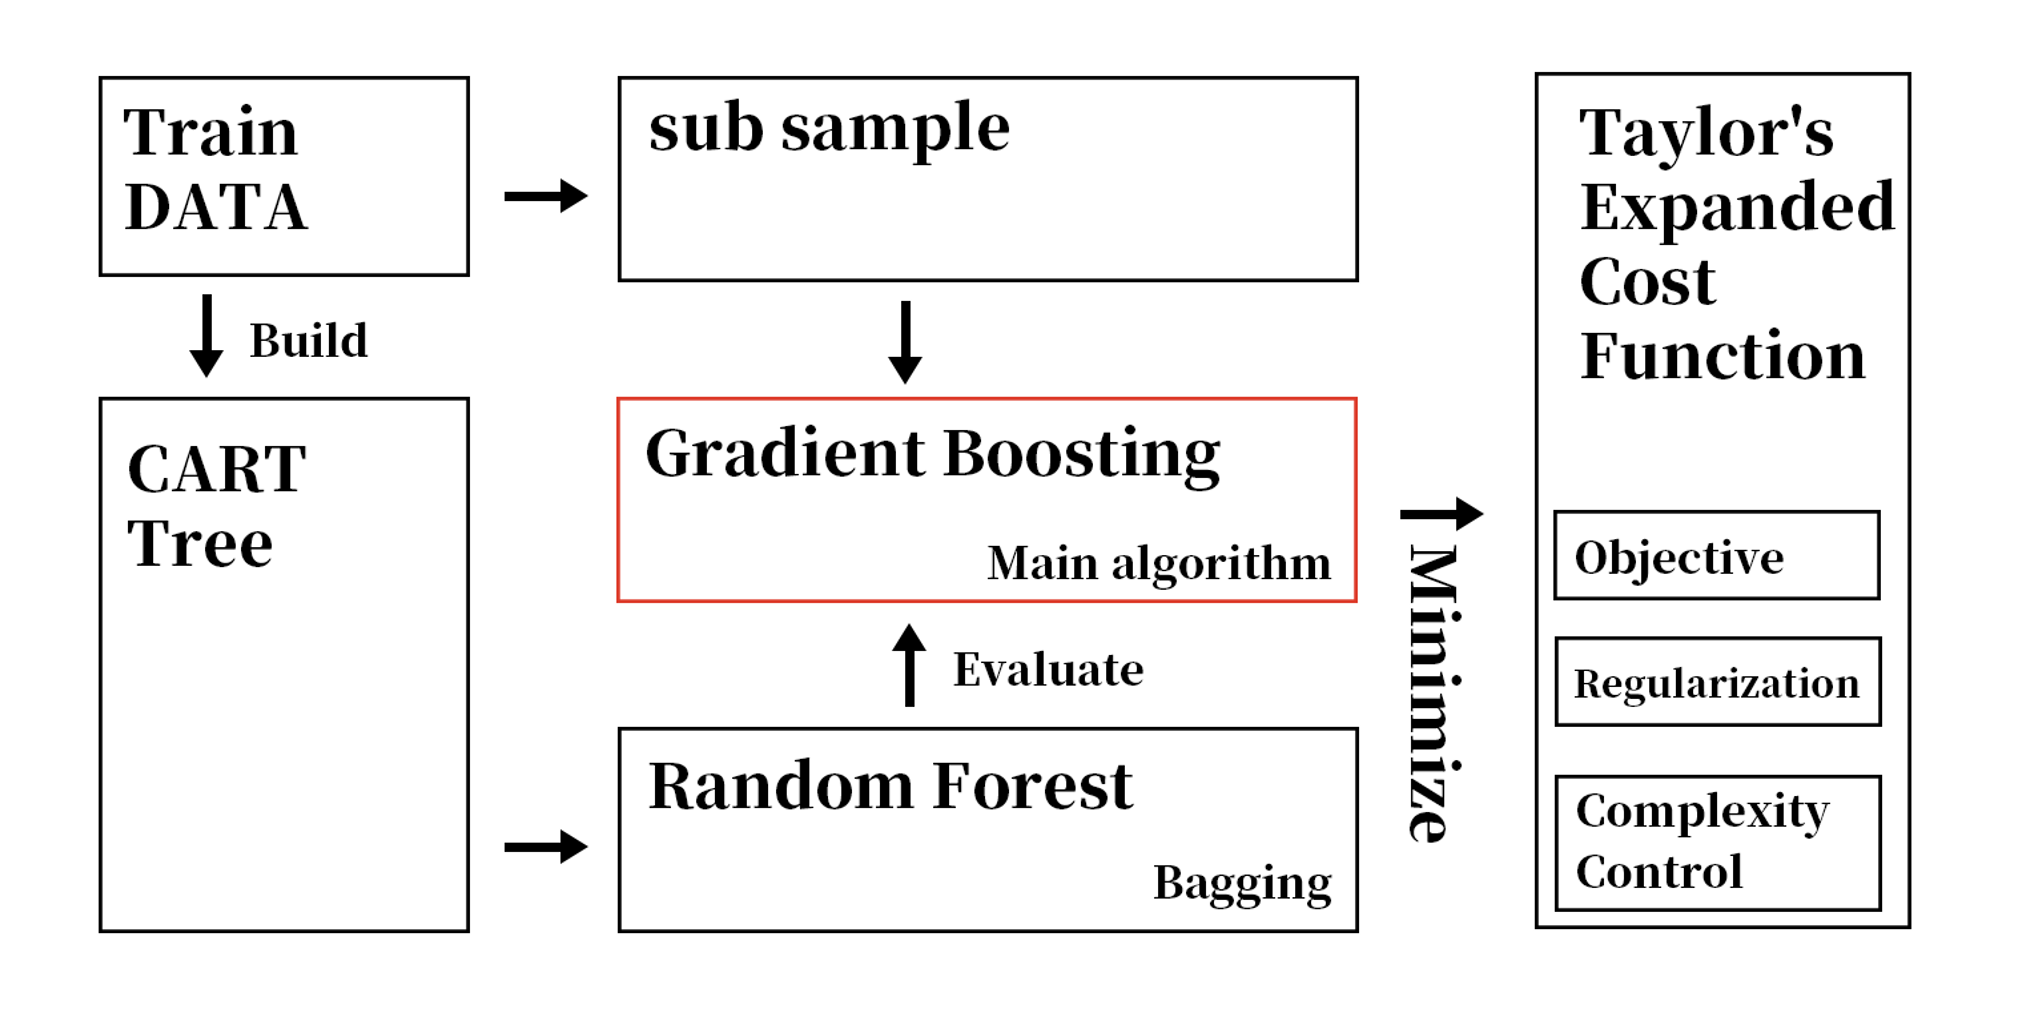 Train
DATA
sub sample
Build
CART
Tree
Gradient Boosting
Main algorithm
Evaluate
Random Forest
Bagging
Minimize
Taylor's
Expanded
Cost
Function
Objective
Regularization
Complexity
Control